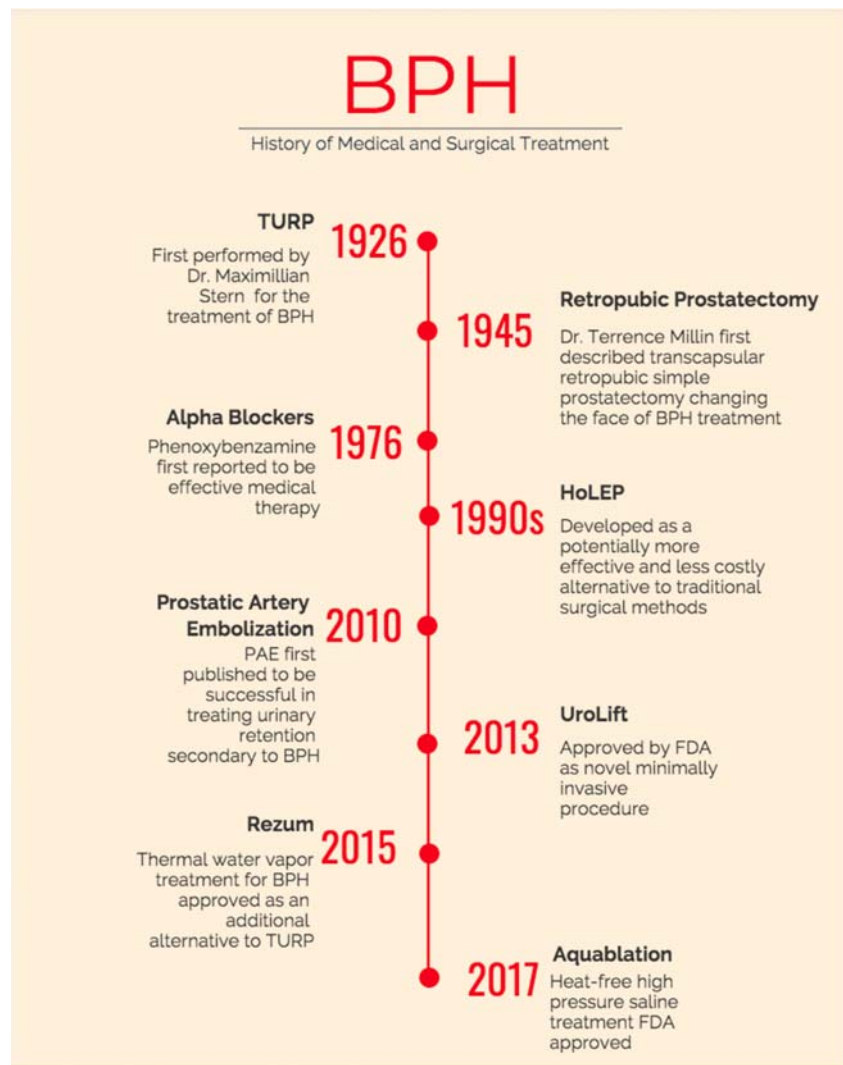 BPH
History of Medical and Surgical Treatment
TURP
1926
First performed by
Dr. Maximillian
Stern for the
treatment of BPH
Retropubic Prostatectomy
1945
Dr. Terrence Millin first
described transcapsular
retropubic simple
prostatectomy changing
the face of BPH treatment
Alpha Blockers
1976
Phenoxybenzamine
first reported to be
effective medical
therapy
HoLEP
1990s
Developed as a
potentially more
effective and less costly
alternative to traditional
surgical methods
Prostatic Artery
Embolization
2010
PAE first
published to be
successful in
treating urinary
retention
secondary to BPH
UroLift
2013
Approved by FDA
as novel minimally
invasive
procedure
Rezum
2015
Thermal water vapor
treatment for BPH
approved as an
additional
alternative to TURP
Aquablation
2017
Heat-free high
pressure saline
treatment FDA
approved